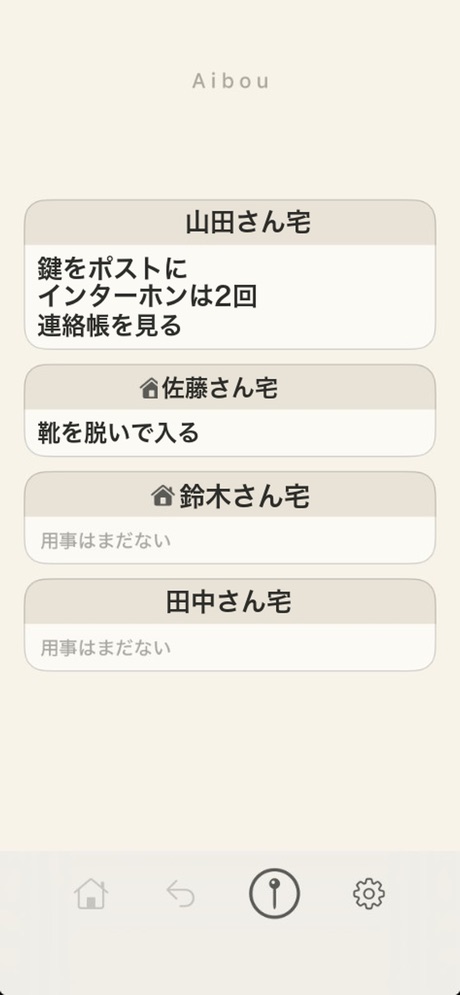 Aibou
山田さん宅
鍵をポストに
インターホンは2回
連絡帳を見る
佐藤さん宅
靴を脱いで入る
鈴木さん宅
用事はまだない
田中さん宅
用事はまだない